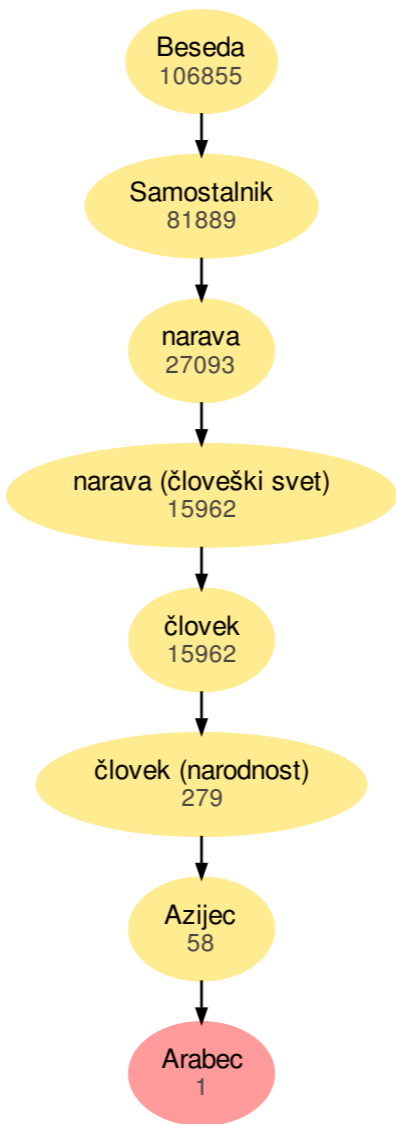 Beseda
106855
Samostalnik
81889
narava
27093
narava (človeški svet)
15962
človek
15962
človek (narodnost)
279
Azijec
58
Arabec
1